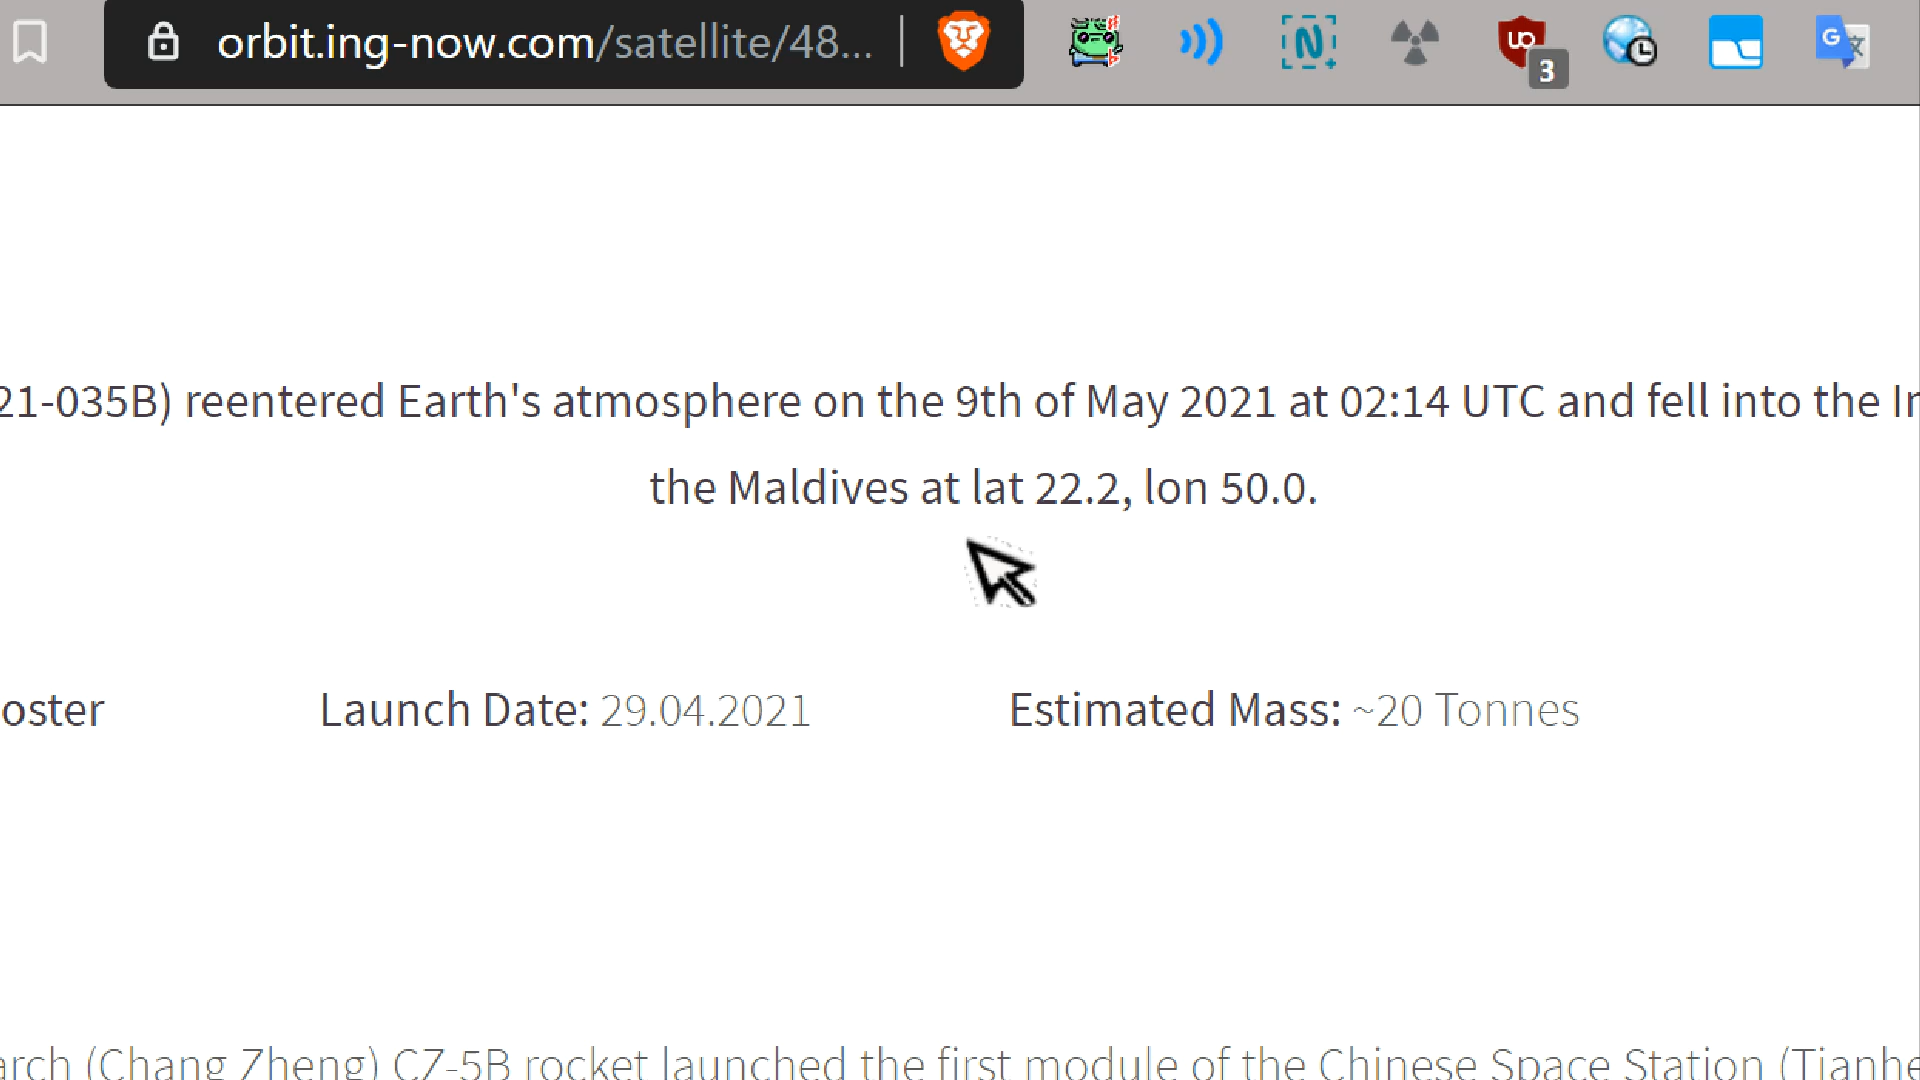 orbit.ing-now.com/satellite/48...
3
21-035B) reentered Earth's atmosphere on the 9th of May 2021 at 02:14 UTC and fell into the
the Maldives at lat 22.2, lon 50.0.
oster Launch Date: 29.04.2021 Estimated Mass: ~20 Tonnes
arch (Chang Zheng) CZ-5B rocket launched the first module of the Chinese Space Station (Tianhe